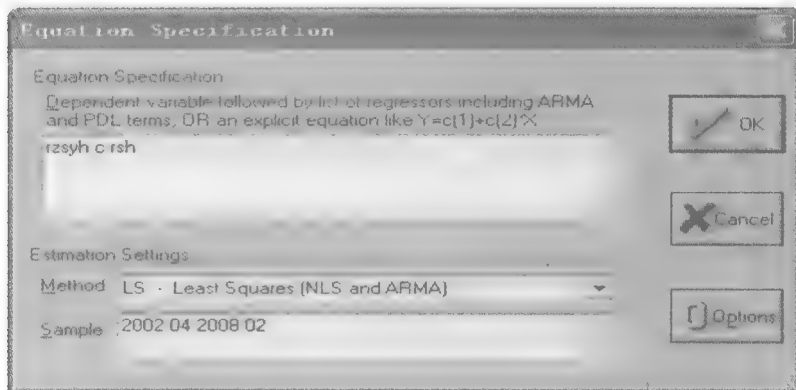 Equation Specification
Equation Specification
Dependent variable followed by list of regressors including ARMA
and PDL terms, OR an explicit equation like Y=c(1)+c(2)*X.
rzsyh c rsh
OK
Cancel
Estimation Settings
Method LS - Least Squares (NLS and ARMA)
Sample 2002 04 2008 02
Options